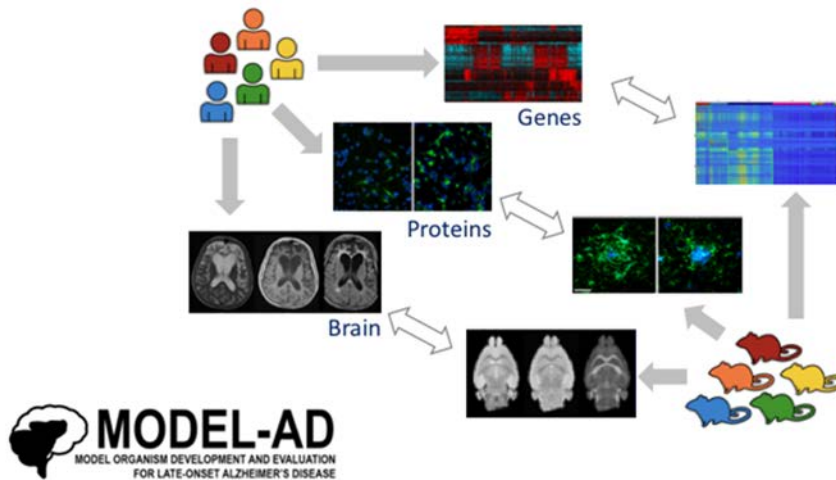 Genes
Proteins
Brain
MODEL-AD
MODEL ORGANISM DEVELOPMENT AND EVALUATION
FOR LATE-ONSET ALZHEIMER'S DISEASE